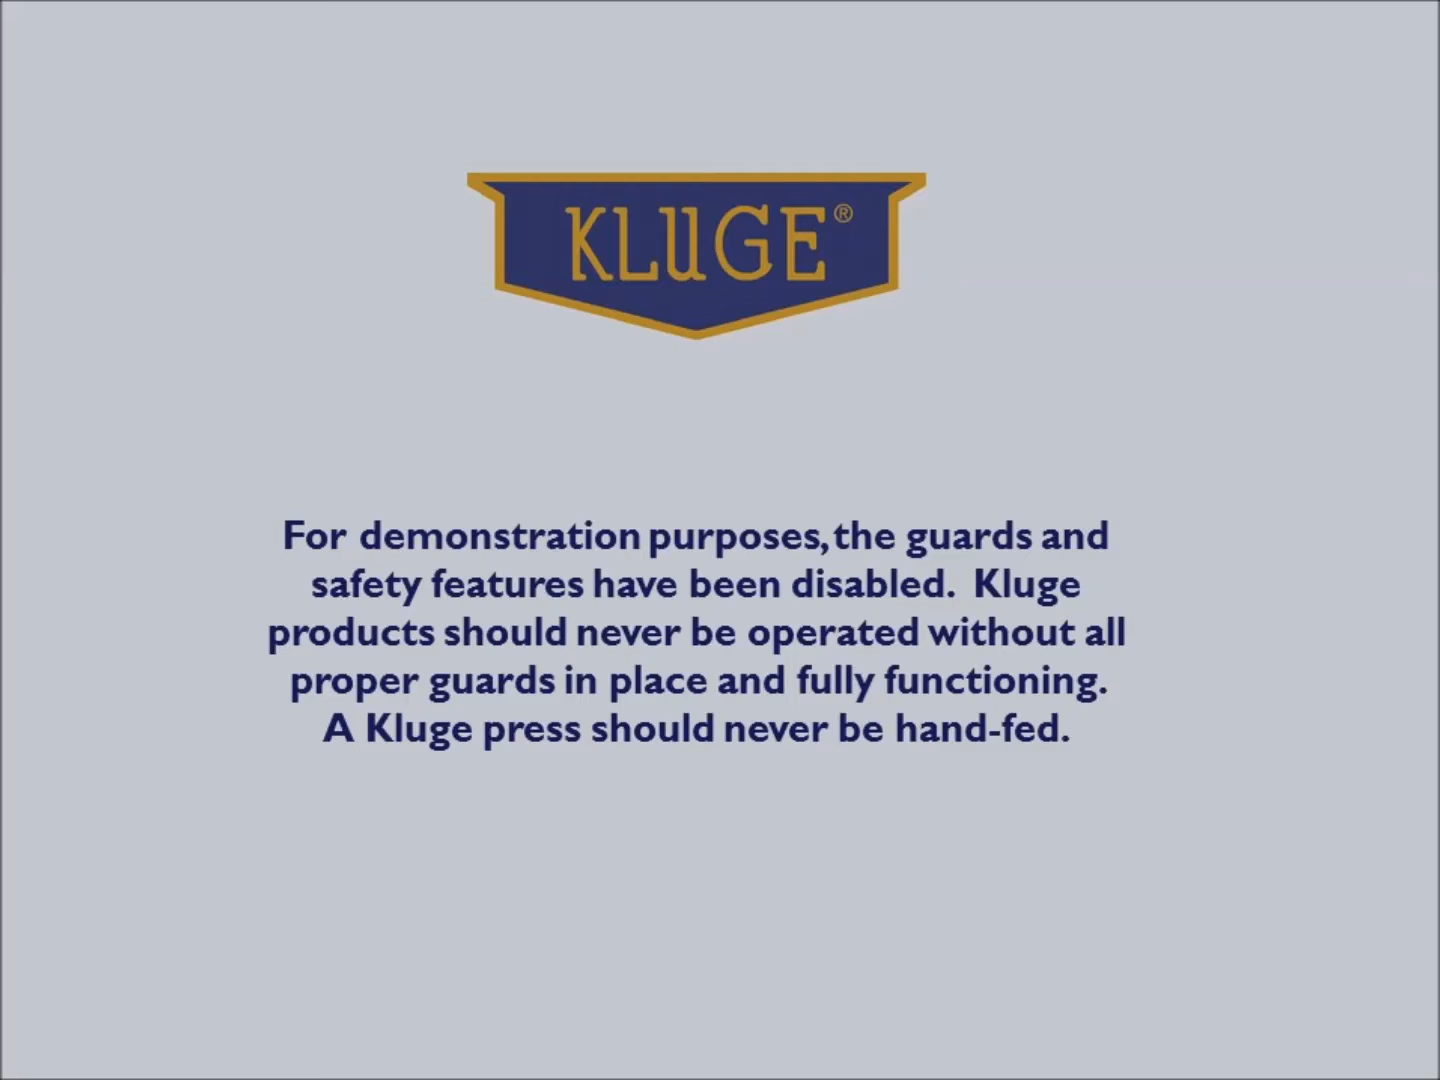 KLUGE®
For demonstration purposes, the guards and
safety features have been disabled. Kluge
products should never be operated without all
proper guards in place and fully functioning.
A Kluge press should never be hand-fed.